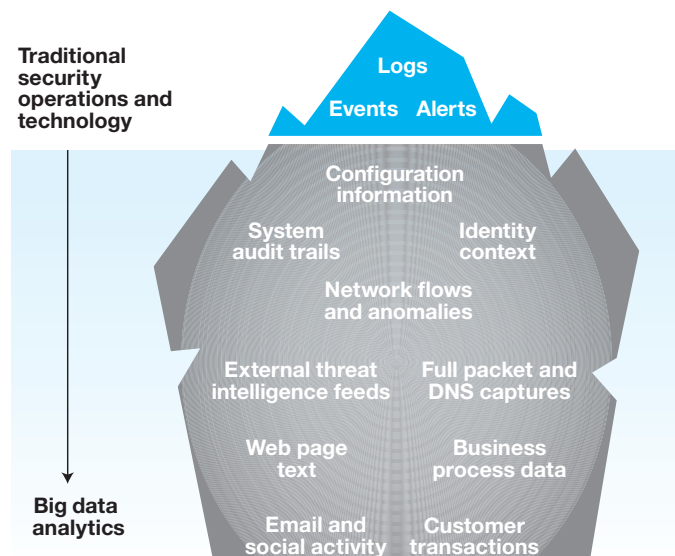 Traditional
security
operations and
technology
Logs
Events Alerts
Configuration
information
System
audit trails
Identity
context
Network flows
and anomalies
External threat
intelligence feeds
Full packet and
DNS captures
Web page
text
Business
process data
Big data
analytics
Email and
social activity
Customer
transactions